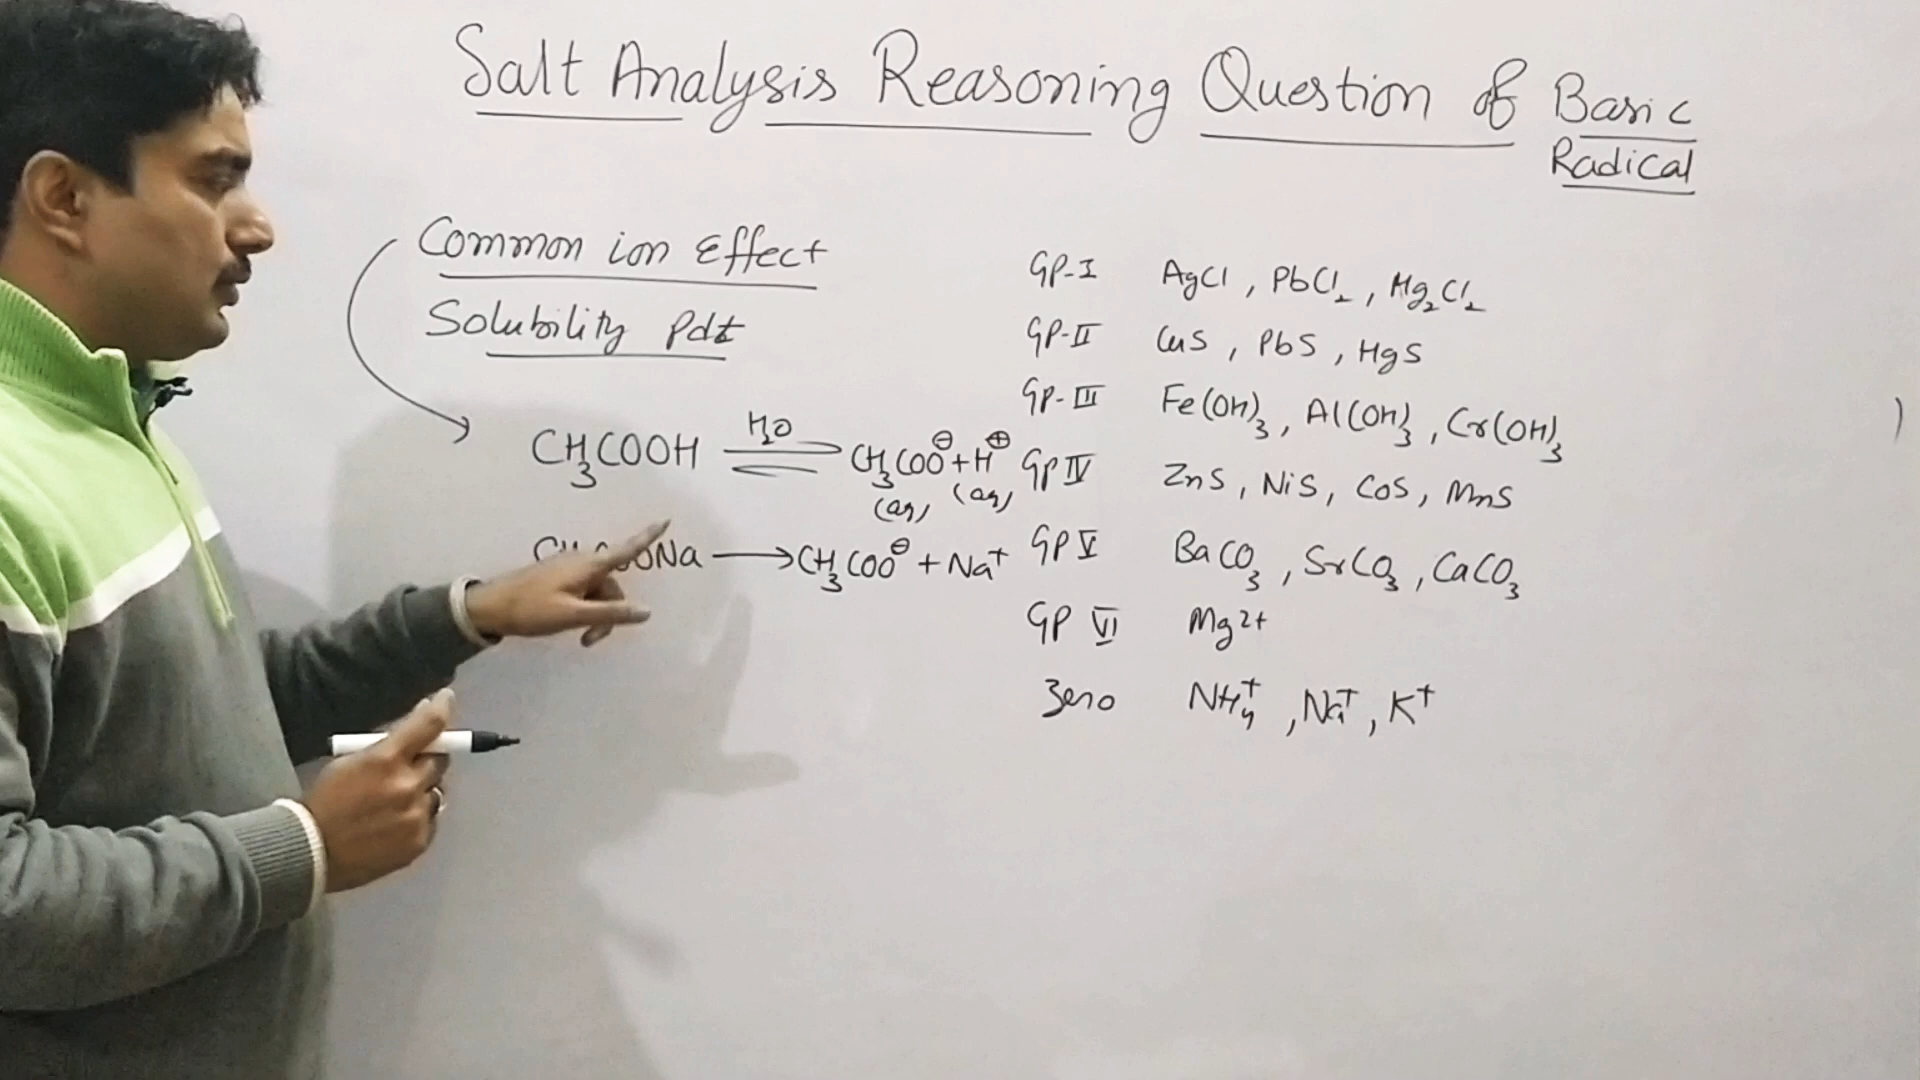 Salt Analysis Reasoning Question of Basic
Radical
Common ion Effect
Solubility Pdt
CH₃COOH ⇌ H₂O CH₃COO⊖ + H⊕
(aq) (aq)
CH₃COONa ⟶ CH₃COO⊖ + Na⁺
GP-I AgCl , PbCl₂ , Hg₂Cl₂
GP-II CuS , PbS , HgS
GP-III Fe(OH)₃ , Al(OH)₃ , Cr(OH)₃
GP IV ZnS , NiS , CoS , MnS
GP V BaCO₃ , SrCO₃ , CaCO₃
GP VI Mg²⁺
Zero NH₄⁺ , Na⁺ , K⁺
)